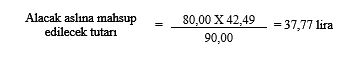 Alacak aslına mahsup
edilecek tutarı
= 80,00 X 42,49 = 37,77 lira
90,00